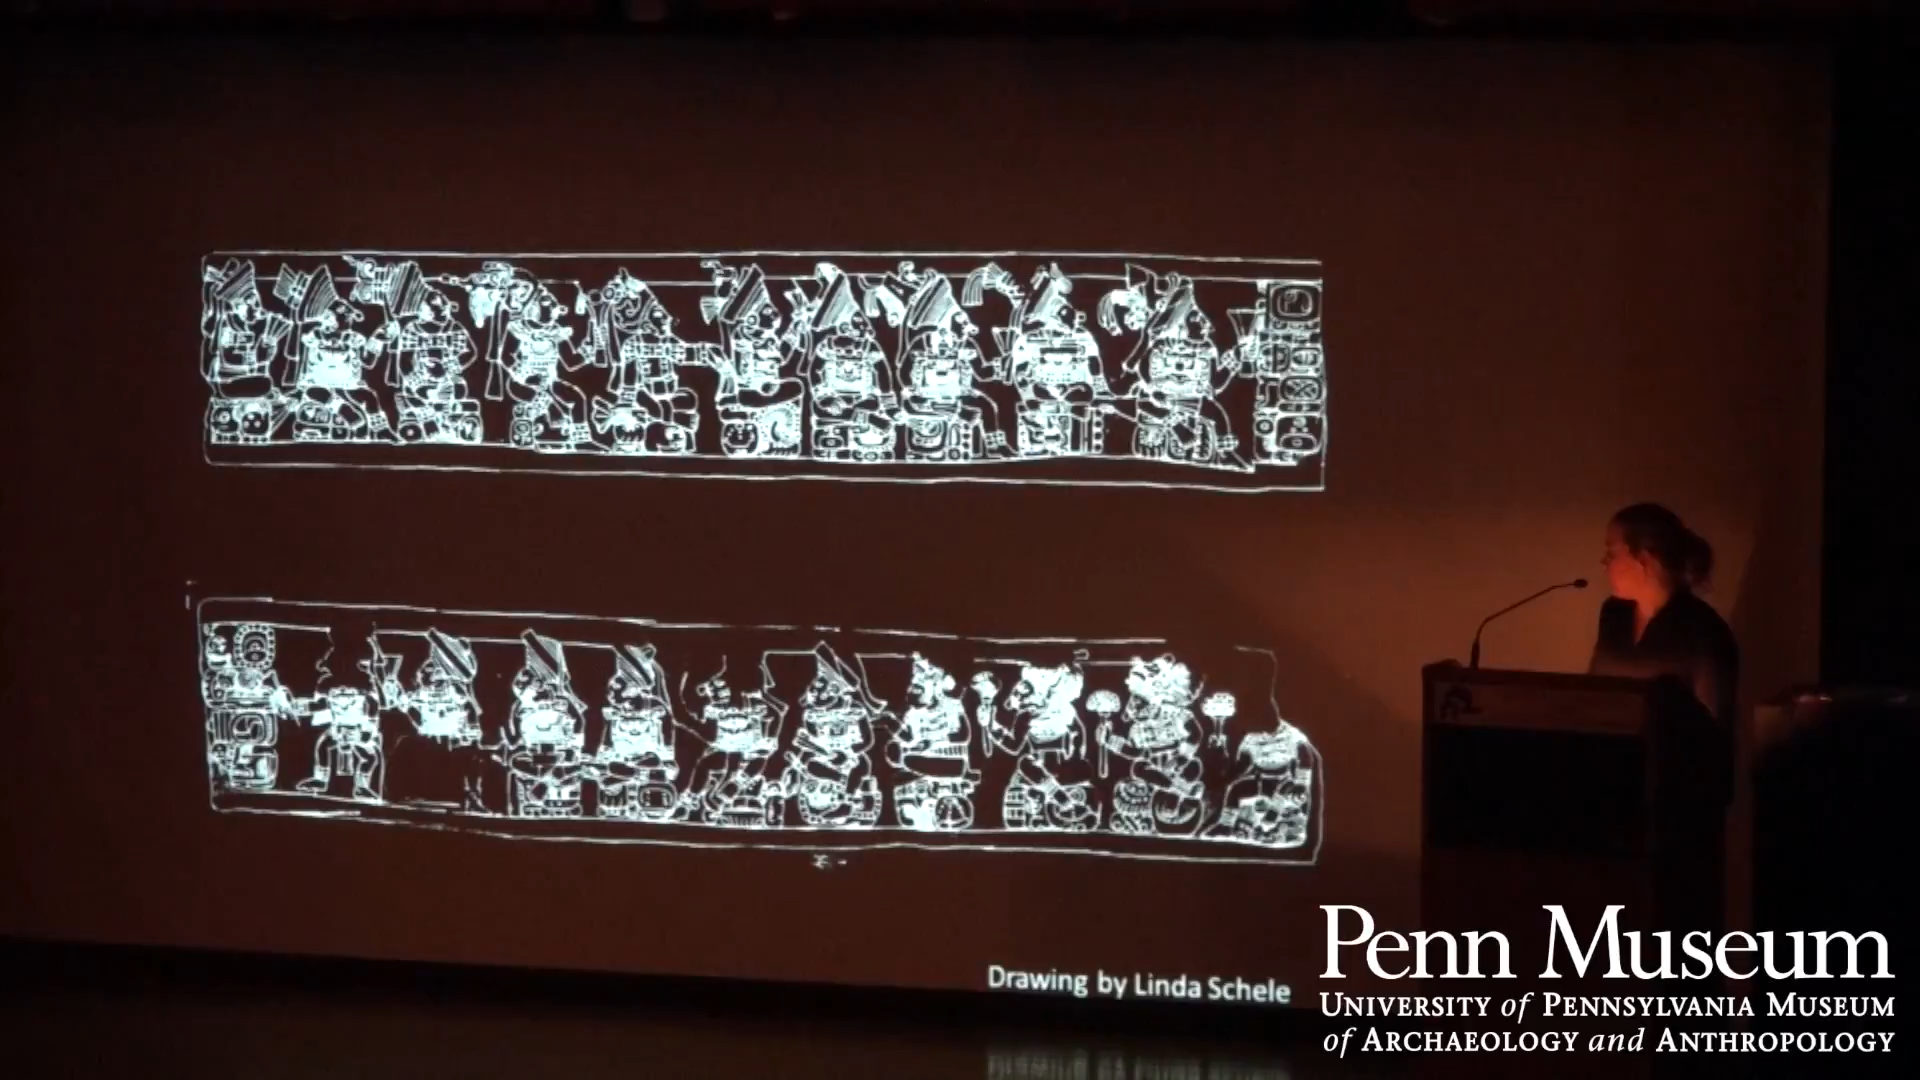 Drawing by Linda Schele
Penn Museum
UNIVERSITY of PENNSYLVANIA MUSEUM
of ARCHAEOLOGY and ANTHROPOLOGY